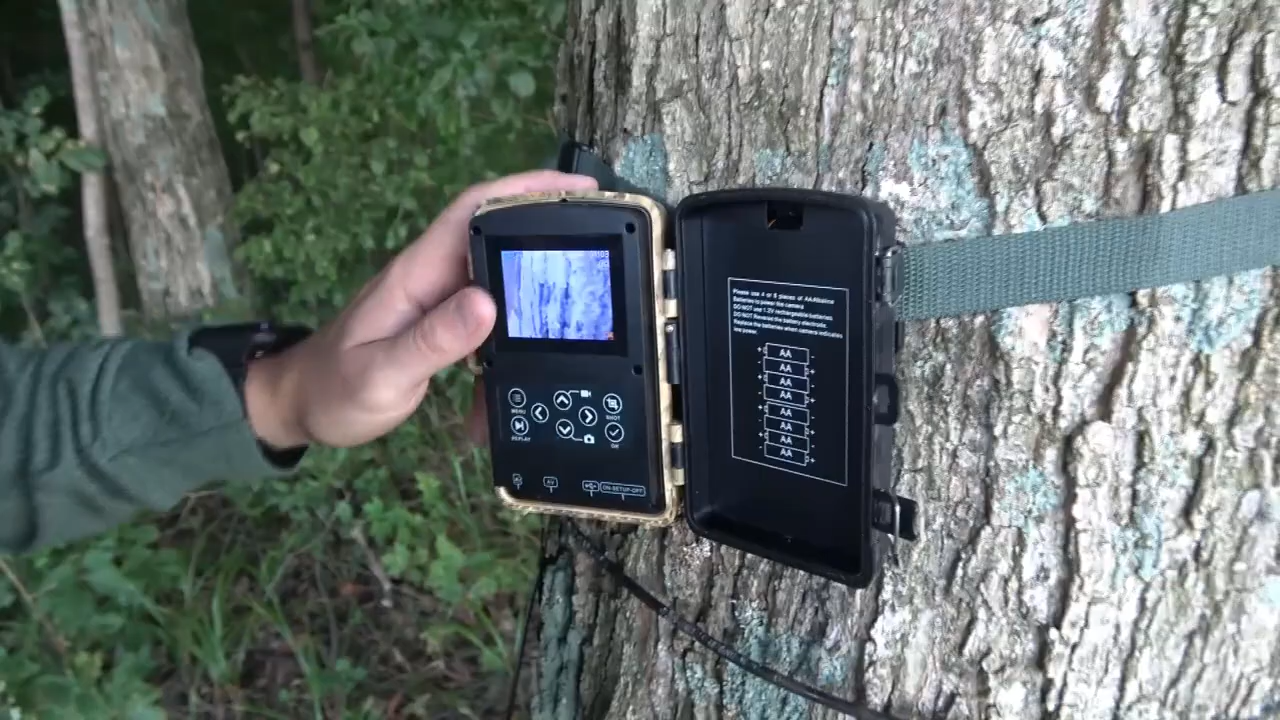 Please use 4 or 8 pieces of AA Alkaline
Batteries to power the camera
DO NOT use 1.2V rechargeable batteries
DO NOT Reverse the battery electrode.
Replace the batteries when camera indicates
low power
+ AA -
- AA +
+ AA -
- AA +
+ AA -
- AA +
+ AA -
- AA +
MENU
SHOT
REPLAY
OK
AV
ON-SETUP-OFF